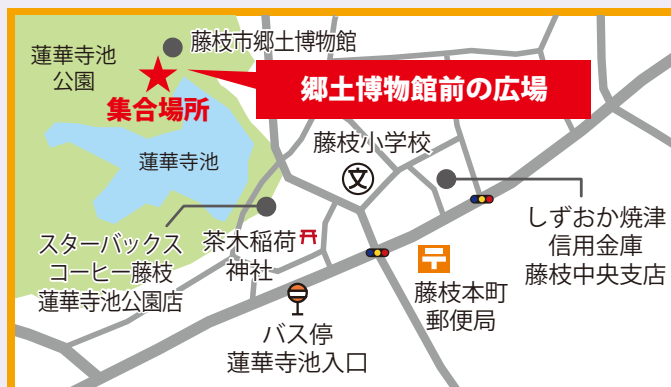 藤枝市郷土博物館
蓮華寺池
公園
郷土博物館前の広場
集合場所
藤枝小学校
文
蓮華寺池
スターバックス
コーヒー藤枝
蓮華寺池公園店
茶木稲荷
神社
しずおか焼津
信用金庫
藤枝中央支店
藤枝本町
郵便局
バス停
蓮華寺池入口